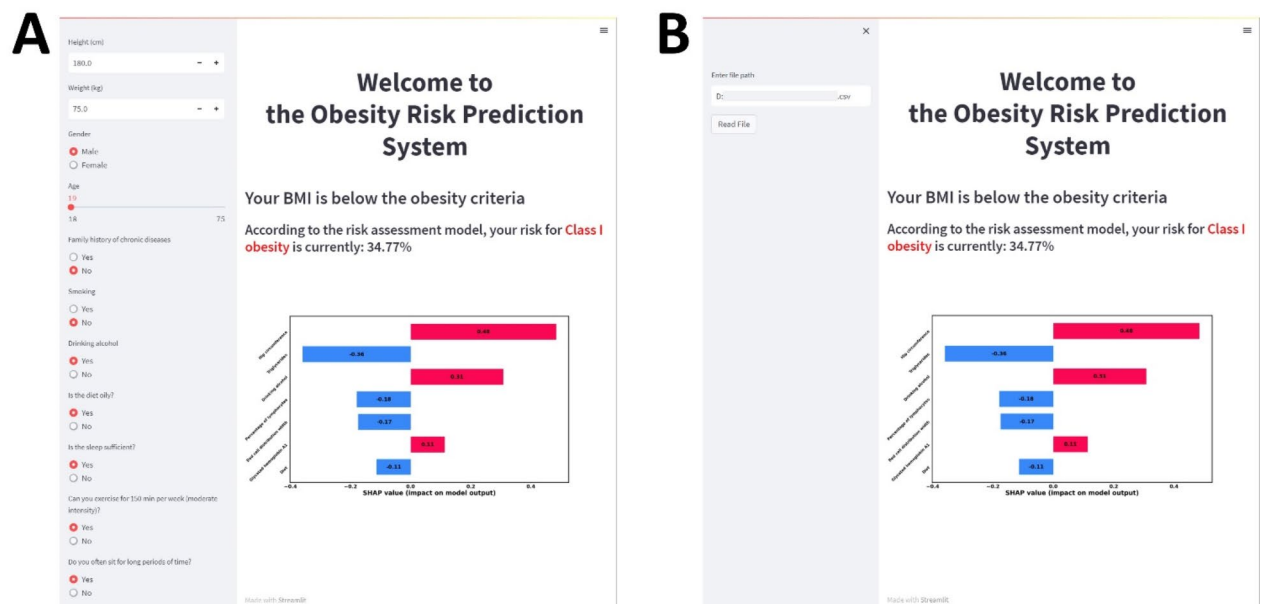 A
Height (cm)
180.0
- +
Weight (kg)
75.0
- +
Gender
Male
Female
Age
19
18 75
Family history of chronic diseases
Yes
No
Smoking
Yes
No
Drinking alcohol
Yes
No
Is the diet oily?
Yes
No
Is the sleep sufficient?
Yes
No
Can you exercise for 150 min per week (moderate
intensity)?
Yes
No
Do you often sit for long periods of time?
Yes
No
Welcome to
the Obesity Risk Prediction
System
Your BMI is below the obesity criteria
According to the risk assessment model, your risk for Class I
obesity is currently: 34.77%
Hip circumference
Triglycerides
Drinking alcohol
Percentage of lymphocytes
Red cell distribution width
Glycated hemoglobin A1
Diet
-0.36
0.31
-0.18
-0.17
0.11
-0.11
−0.4 −0.2 0.0 0.2 0.4
SHAP value (impact on model output)
Made with Streamlit
B
×
Enter file path
D: .csv
Read File
Welcome to
the Obesity Risk Prediction
System
Your BMI is below the obesity criteria
According to the risk assessment model, your risk for Class I
obesity is currently: 34.77%
Hip circumference
Triglycerides
Drinking alcohol
Percentage of lymphocytes
Red cell distribution width
Glycated hemoglobin A1
Diet
-0.36
0.31
-0.18
-0.17
-0.11
−0.4 −0.2 0.0 0.2 0.4
SHAP value (impact on model output)
Made with Streamlit